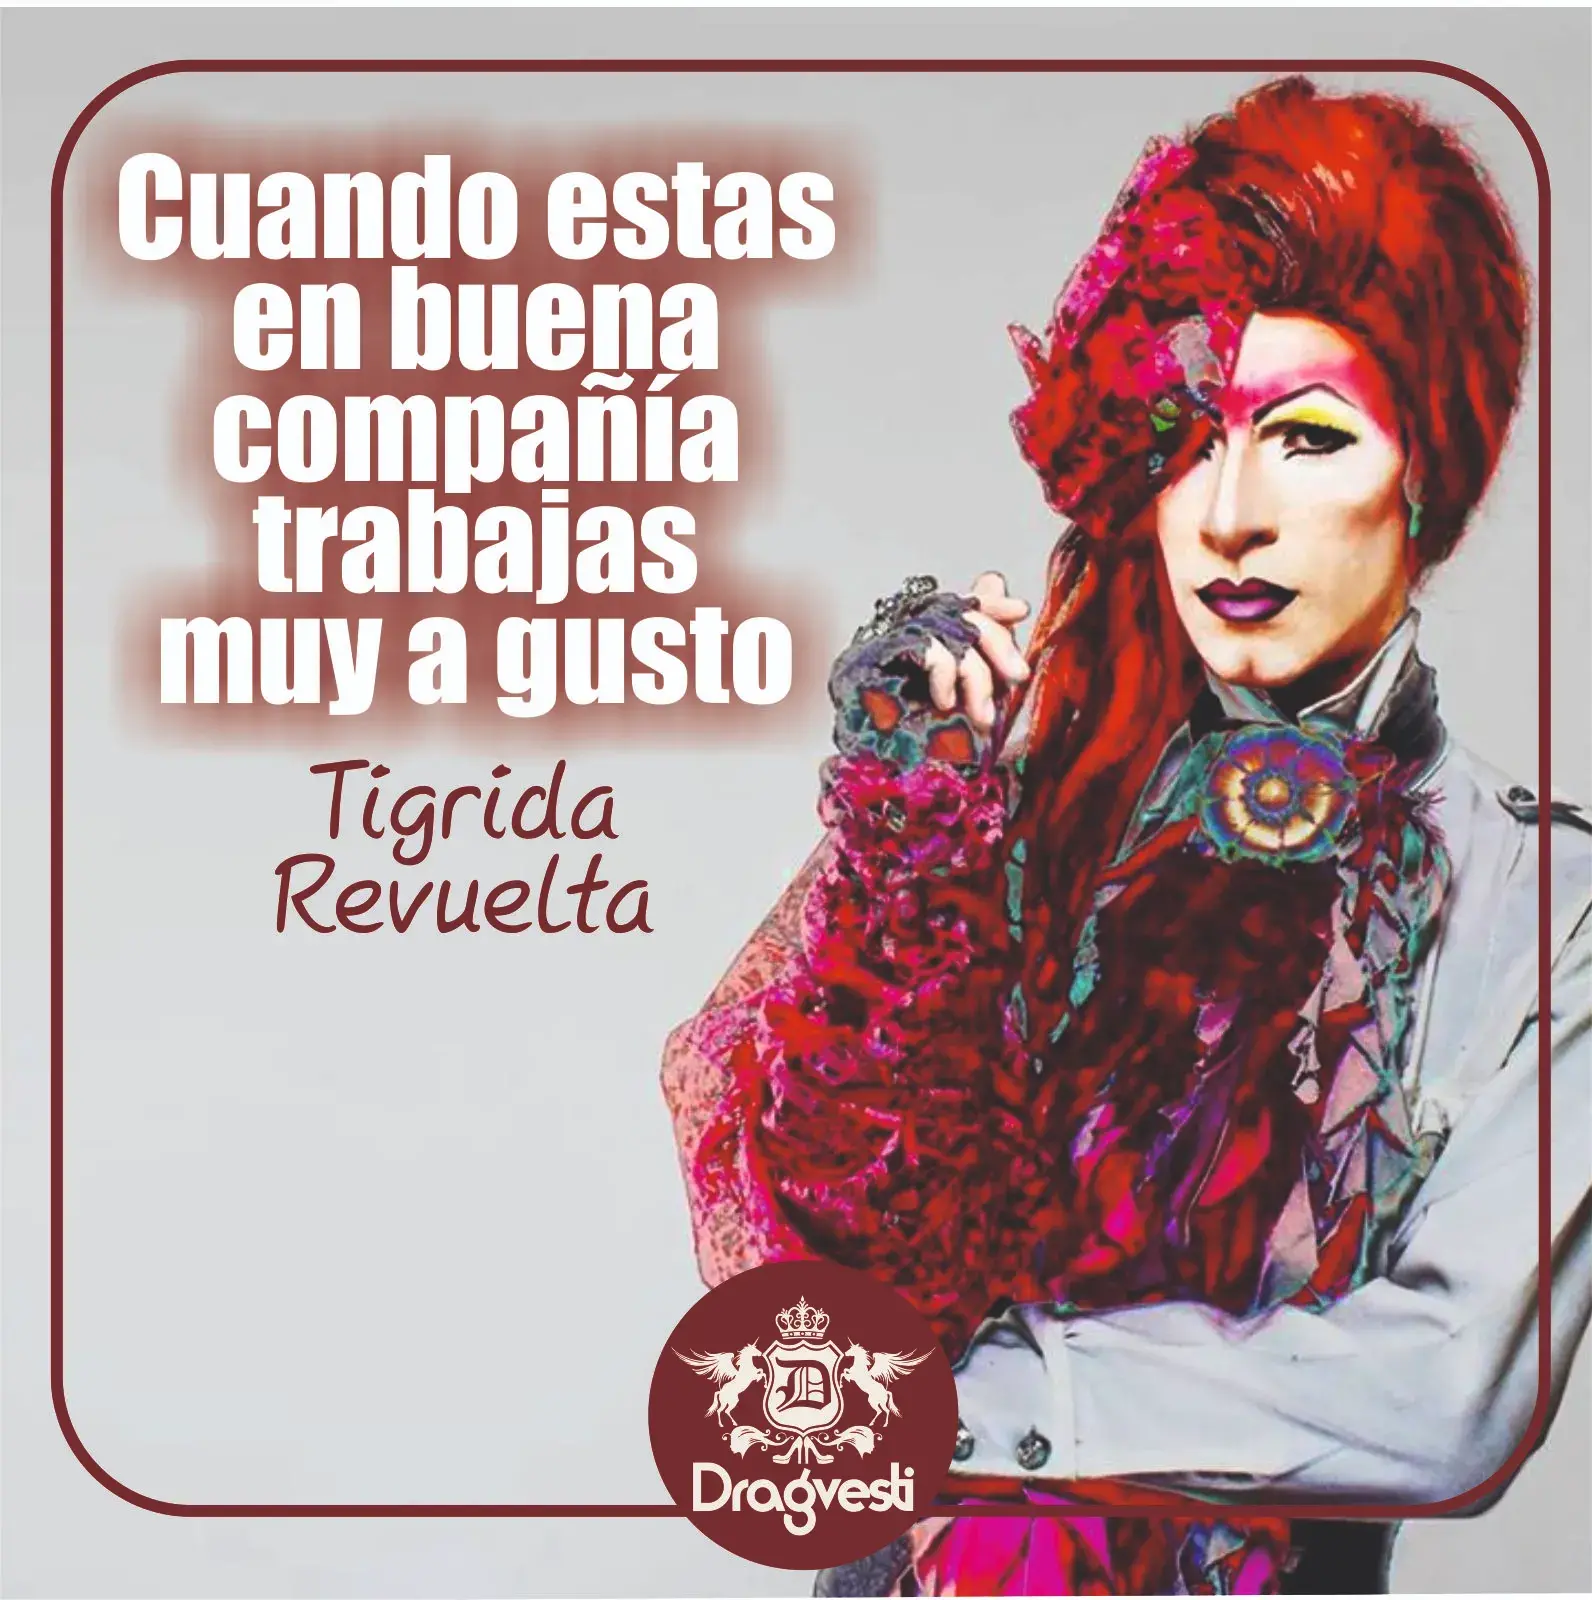 Cuando estas
en buena
compañía
trabajas
muy a gusto
Tigrida
Revuelta
D
Dragvesti